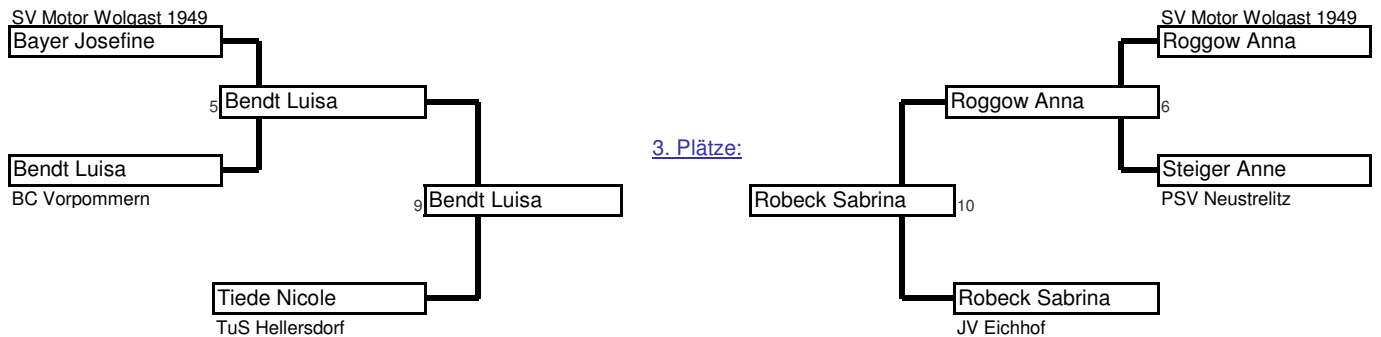 SV Motor Wolgast 1949
Bayer Josefine
5 Bendt Luisa
Bendt Luisa
BC Vorpommern
9 Bendt Luisa
Tiede Nicole
TuS Hellersdorf
3. Plätze:
SV Motor Wolgast 1949
Roggow Anna
Roggow Anna 6
Steiger Anne
PSV Neustrelitz
Robeck Sabrina 10
Robeck Sabrina
JV Eichhof